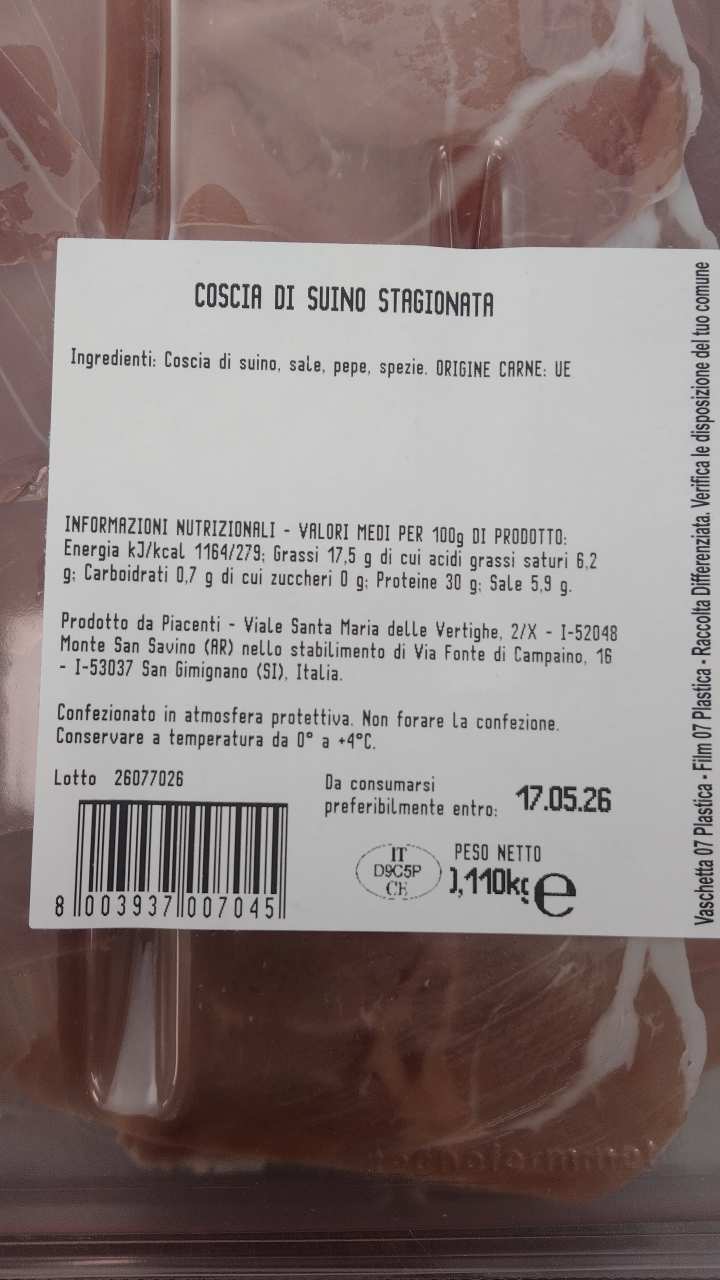 COSCIA DI SUINO STAGIONATA
Ingredienti: Coscia di suino, sale, pepe, spezie. ORIGINE CARNE: UE
INFORMAZIONI NUTRIZIONALI - VALORI MEDI PER 100g DI PRODOTTO:
Energia kJ/kcal 1164/279; Grassi 17,5 g di cui acidi grassi saturi 6,2
g; Carboidrati 0,7 g di cui zuccheri 0 g; Proteine 30 g; Sale 5,9 g.
Prodotto da Piacenti - Viale Santa Maria delle Vertighe, 2/X - I-52048
Monte San Savino (AR) nello stabilimento di Via Fonte di Campaino, 16
- I-53037 San Gimignano (SI), Italia.
Confezionato in atmosfera protettiva. Non forare la confezione.
Conservare a temperatura da 0° a +4°C.
Lotto 26077026
Da consumarsi
preferibilmente entro: 17.05.26
IT
D9C5P
CE
PESO NETTO
0,110kg e
8 003937 007045
Vaschetta 07 Plastica - Film 07 Plastica - Raccolta Differenziata. Verifica le disposizione del tuo comune